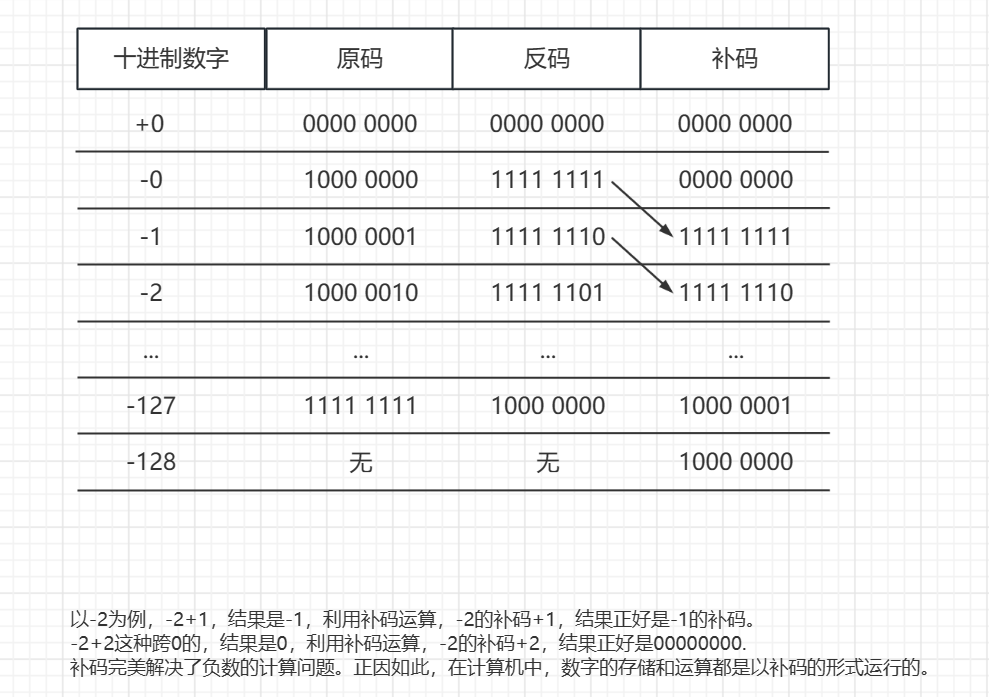 十进制数字 原码 反码 补码
+0 0000 0000 0000 0000 0000 0000
-0 1000 0000 1111 1111 0000 0000
-1 1000 0001 1111 1110 1111 1111
-2 1000 0010 1111 1101 1111 1110
... ... ... ...
-127 1111 1111 1000 0000 1000 0001
-128 无 无 1000 0000
以-2为例，-2+1，结果是-1，利用补码运算，-2的补码+1，结果正好是-1的补码。
-2+2这种跨0的，结果是0，利用补码运算，-2的补码+2，结果正好是00000000.
补码完美解决了负数的计算问题。正因如此，在计算机中，数字的存储和运算都是以补码的形式运行的。